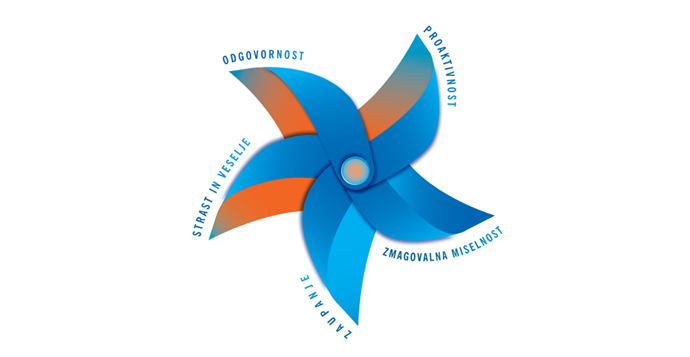 ODGOVORNOST
PROAKTIVNOST
STRAST IN VESELJE
ZMAGOVALNA MISELNOST
ZAUPANJE